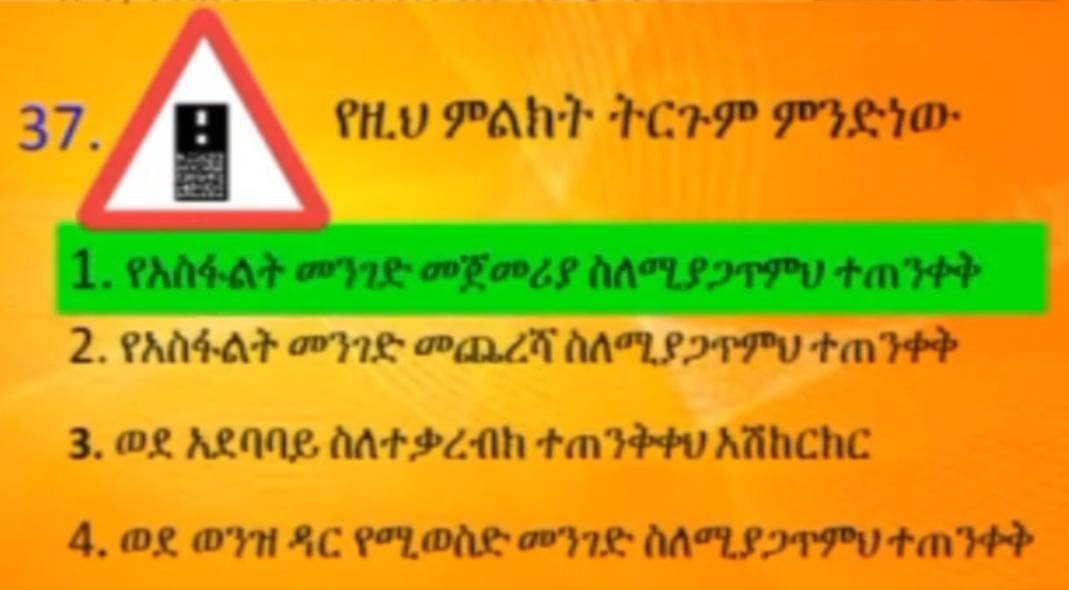 37. የዚህ ምልክት ትርጉም ምንድነው
1. የአስፋልት መንገድ መጀመሪያ ስለሚያጋጥምህ ተጠንቀቅ
2. የአስፋልት መንገድ መጨረሻ ስለሚያጋጥምህ ተጠንቀቅ
3. ወደ አደባባይ ስለተቃረብክ ተጠንቅቀህ አሽከርክር
4. ወደ ወንዝ ዳር የሚወስድ መንገድ ስለሚያጋጥምህ ተጠንቀቅ